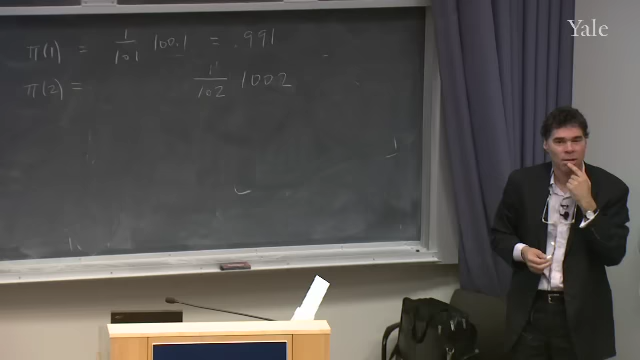 Yale
π(1) = 1/101 100.1 = .991
π(2) = 1/102 100.2